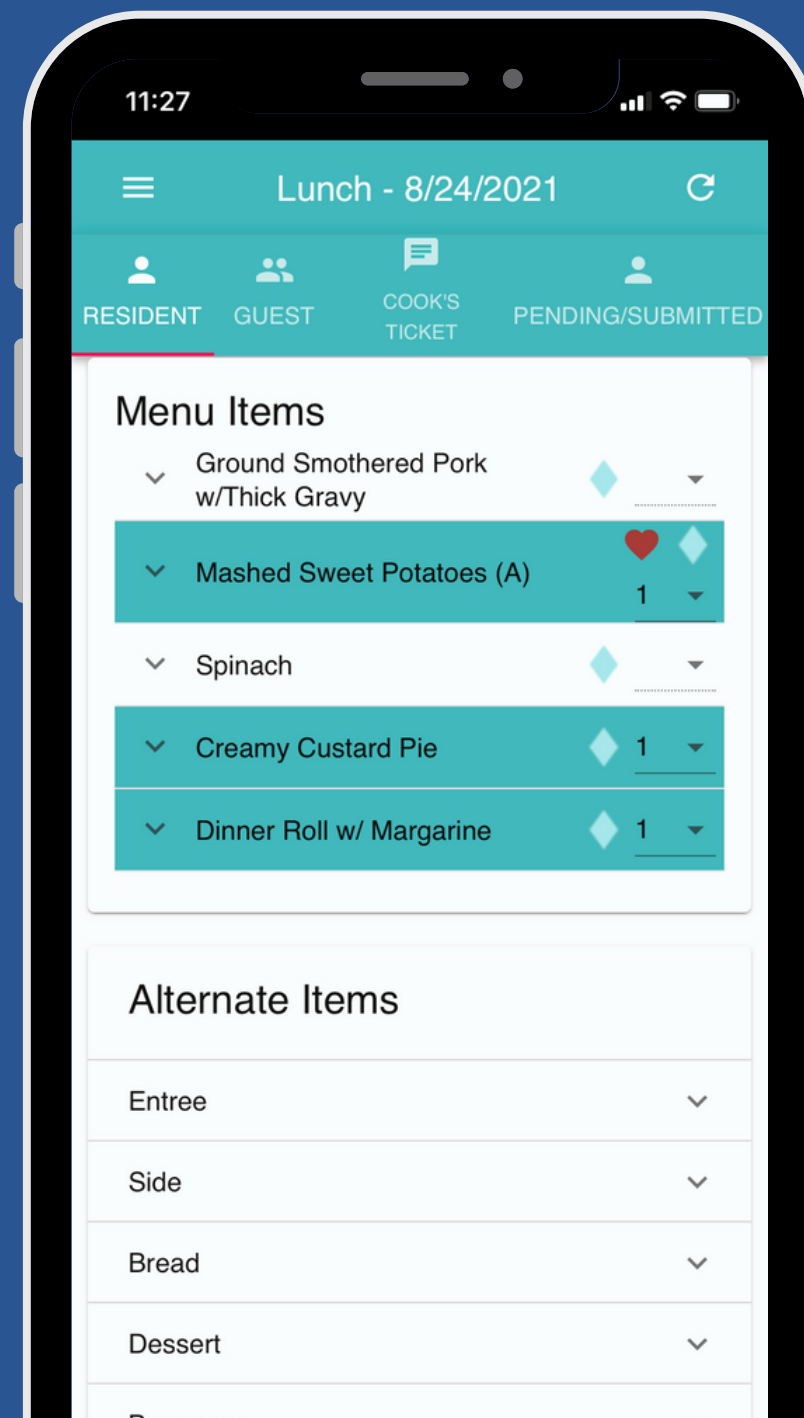 11:27
Lunch - 8/24/2021
RESIDENT
GUEST
COOK'S
TICKET
PENDING/SUBMITTED
Menu Items
Ground Smothered Pork
w/Thick Gravy
Mashed Sweet Potatoes (A)
1
Spinach
Creamy Custard Pie
1
Dinner Roll w/ Margarine
1
Alternate Items
Entree
Side
Bread
Dessert